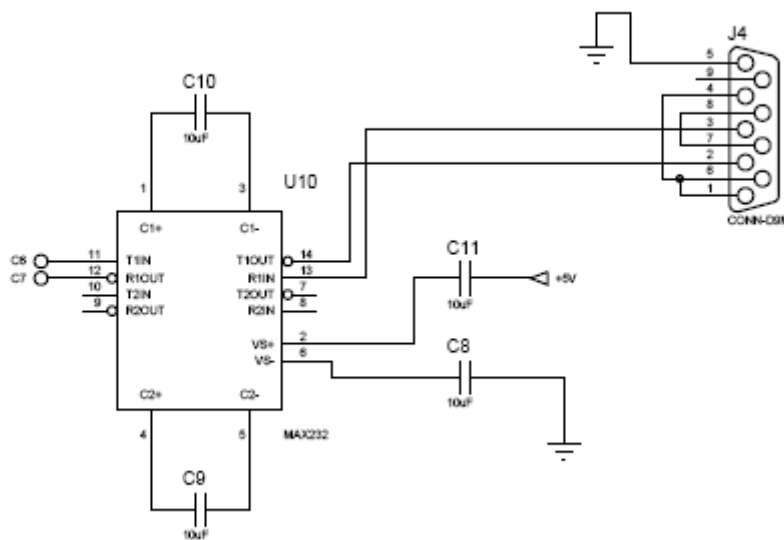 J4
5
9
4
8
3
7
2
6
1
CONN-D9
C10
10uF
1 3
U10
C1+ C1-
C6 11 T1IN T1OUT 14
C7 12 R1OUT R1IN 13
10 T2IN T2OUT 7
9 R2OUT R2IN 8
VS+ 2
VS- 6
C2+ C2-
4 5
MAX232
C9
10uF
C11
10uF
+5V
C8
10uF